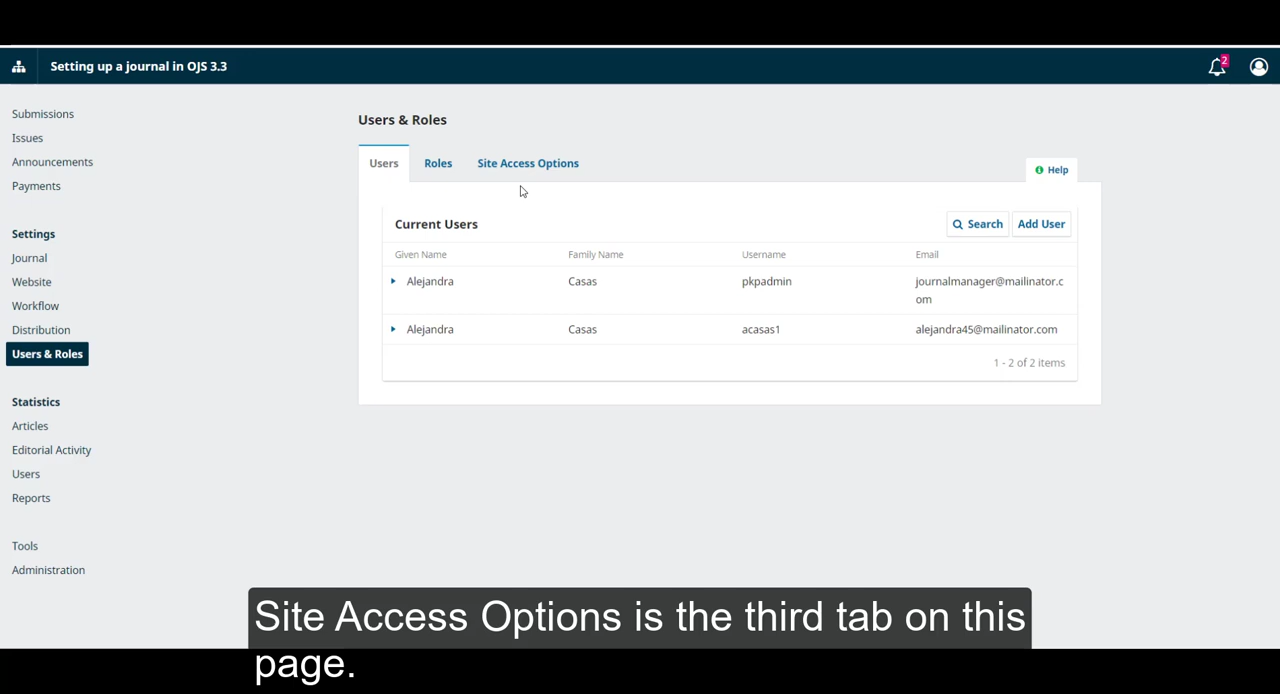 Setting up a journal in OJS 3.3
2
Submissions
Issues
Announcements
Payments
Settings
Journal
Website
Workflow
Distribution
Users & Roles
Statistics
Articles
Editorial Activity
Users
Reports
Tools
Administration
Users & Roles
Users Roles Site Access Options
Help
Current Users Search Add User
Given Name Family Name Username Email
Alejandra Casas pkpadmin journalmanager@mailinator.c
om
Alejandra Casas acasas1 alejandra45@mailinator.com
1 - 2 of 2 items
Site Access Options is the third tab on this
page.